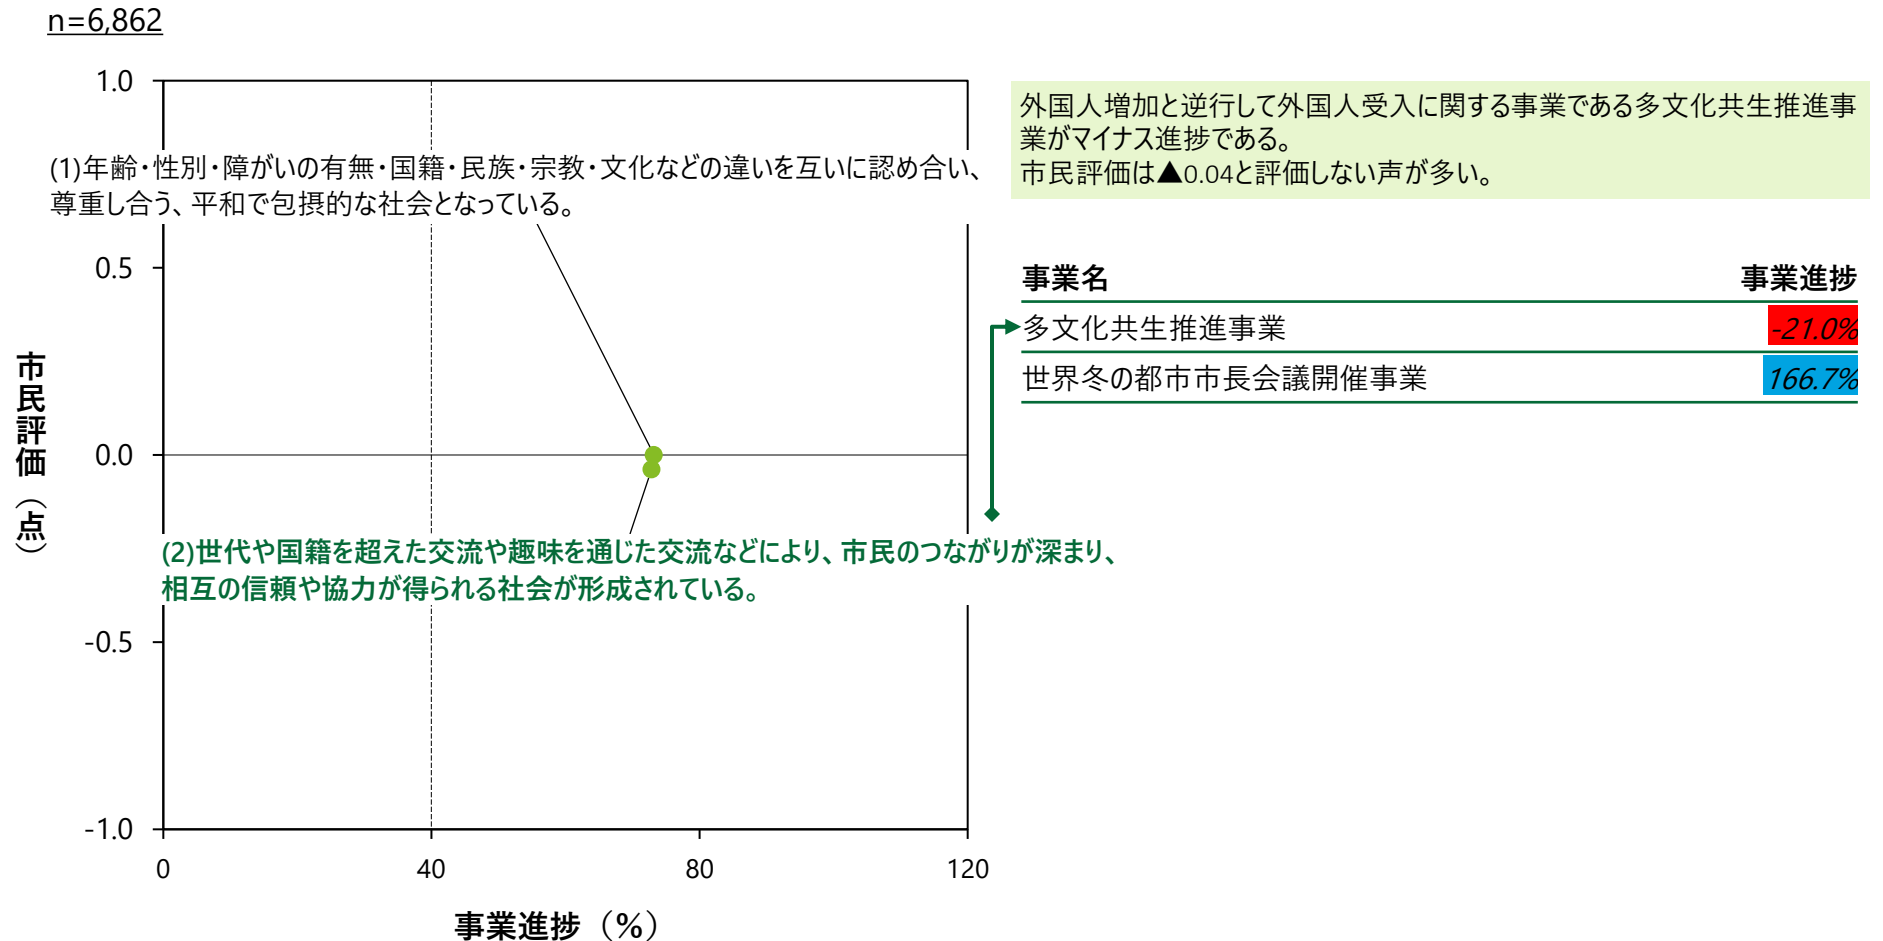 n=6,862
1.0
(1)年齢・性別・障がいの有無・国籍・民族・宗教・文化などの違いを互いに認め合い、
尊重し合う、平和で包摂的な社会となっている。
0.5
市民評価（点）
0.0
(2)世代や国籍を超えた交流や趣味を通じた交流などにより、市民のつながりが深まり、
相互の信頼や協力が得られる社会が形成されている。
-0.5
-1.0
0 40 80 120
事業進捗（%）
外国人増加と逆行して外国人受入に関する事業である多文化共生推進事
業がマイナス進捗である。
市民評価は▲0.04と評価しない声が多い。
事業名 事業進捗
多文化共生推進事業 -21.0%
世界冬の都市市長会議開催事業 166.7%